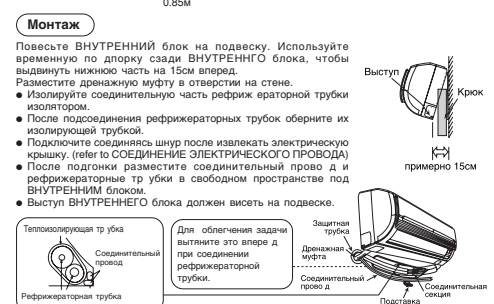 0.85м
Монтаж
Повесьте ВНУТРЕННИЙ блок на подвеску. Используйте
временную по дпорку сзади ВНУТРЕННГО блока, чтобы
выдвинуть нижнюю часть на 15см вперед.
Разместите дренажную муфту в отверстии на стене.
● Изолируйте соединительную часть рефриж ераторной трубки
изолятором.
● После подсоединения рефрижераторных трубок оберните их
изолирующей трубкой.
● Подключите соединяясь шнур после извлекать электрическую
крышку. (refer to СОЕДИНЕНИЕ ЭЛЕКТРИЧЕСКОГО ПРОВОДА)
● После подгонки разместите соединительный прово д и
рефрижераторные тр убки в свободном пространстве под
ВНУТРЕННИМ блоком.
● Выступ ВНУТРЕННЕГО блока должен висеть на подвеске.
Выступ
Крюк
примерно 15см
Теплоизолирующая тр убка
Соединительный
провод
Рефрижераторная трубка
Для облегчения задачи
вытяните это впере д
при соединении
рефрижераторной
трубки.
Защитная
трубка
Дренажная
муфта
Соединительный
прово д
Соединительная
секция
Подставка